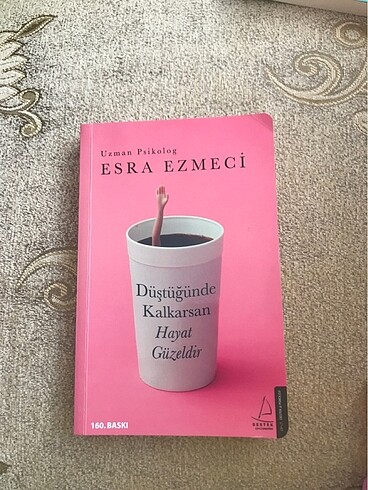 Uzman Psikolog
ESRA EZMECİ
Düştüğünde
Kalkarsan
Hayat
Güzeldir
160. BASKI
DESTEK